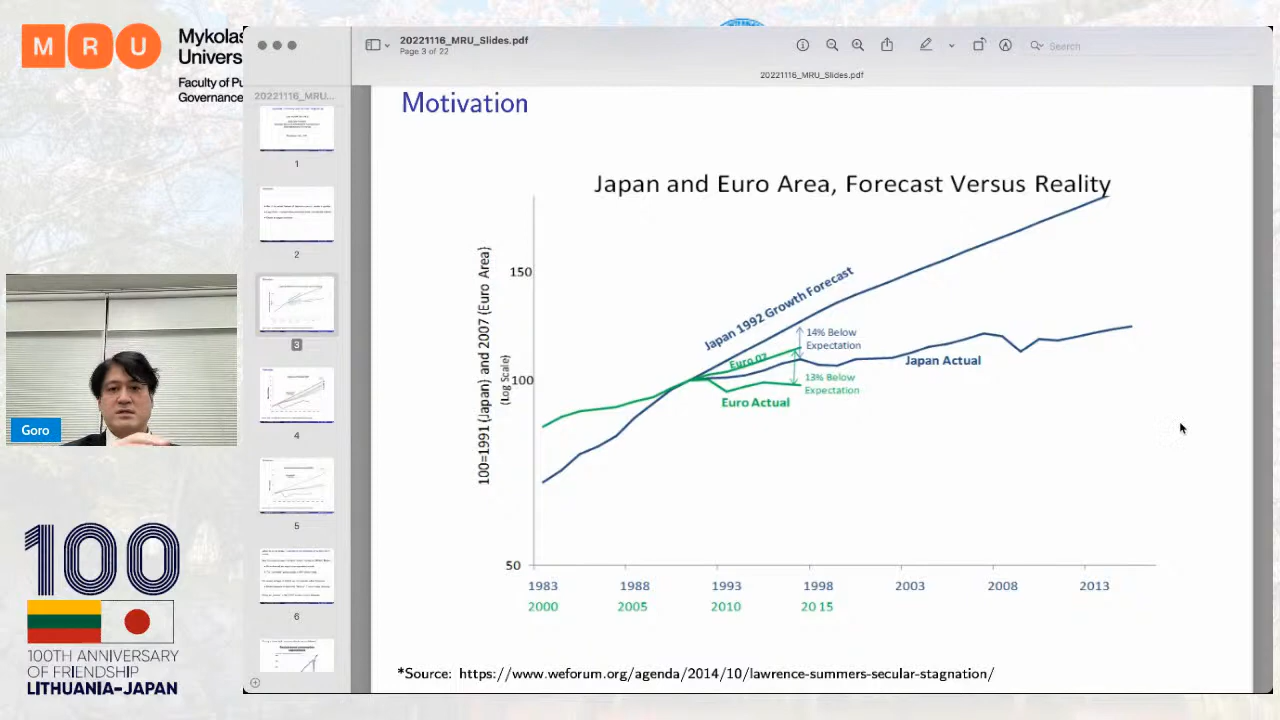 MRU
Mykolas
Univers
Faculty of Pu
Governance
20221116_MRU_Slides.pdf
Page 3 of 22
Search
20221116_MRU_Slides.pdf
20221116_MRU...
1
2
3
4
5
6
Motivation
Japan and Euro Area, Forecast Versus Reality
100=1991 (Japan) and 2007 (Euro Area)
(Log Scale)
150
100
50
Japan 1992 Growth Forecast
14% Below
Expectation
Euro 07
Japan Actual
13% Below
Expectation
Euro Actual
1983 1988 1993 1998 2003 2008 2013
2000 2005 2010 2015
*Source: https://www.weforum.org/agenda/2014/10/lawrence-summers-secular-stagnation/
Goro
100
100TH ANNIVERSARY
OF FRIENDSHIP
LITHUANIA–JAPAN